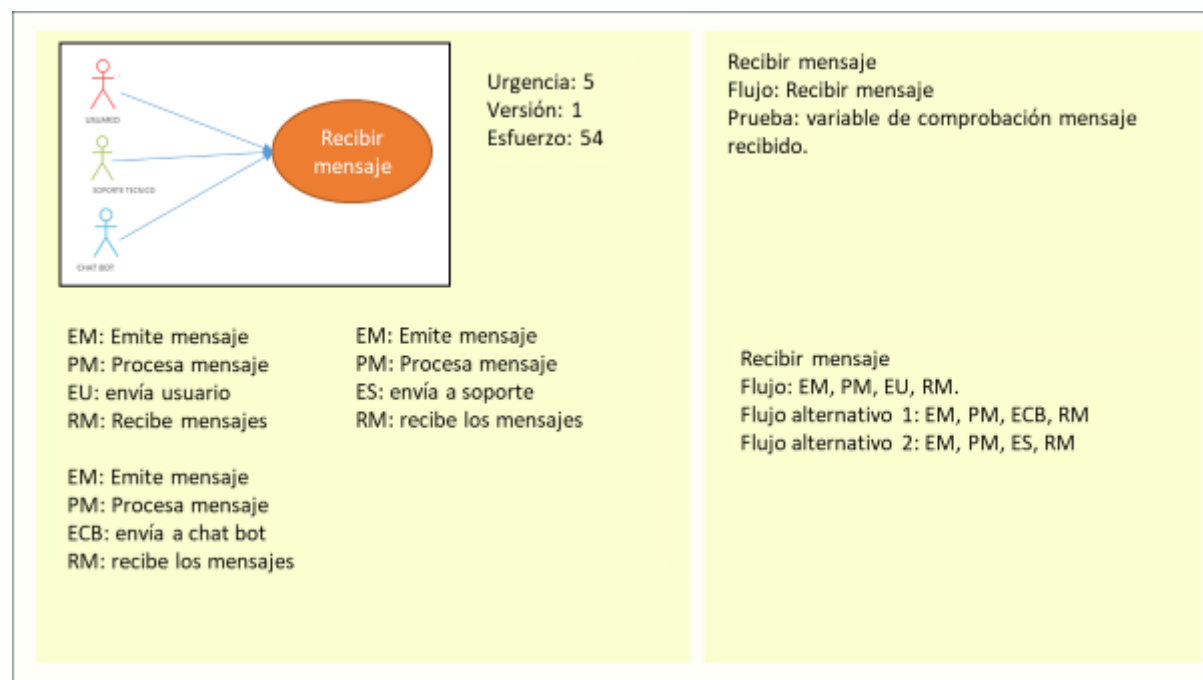 USUARIO
SOPORTE TECNICO
CHAT BOT
Recibir
mensaje
Urgencia: 5
Versión: 1
Esfuerzo: 54
EM: Emite mensaje
PM: Procesa mensaje
EU: envía usuario
RM: Recibe mensajes
EM: Emite mensaje
PM: Procesa mensaje
ES: envía a soporte
RM: recibe los mensajes
EM: Emite mensaje
PM: Procesa mensaje
ECB: envía a chat bot
RM: recibe los mensajes
Recibir mensaje
Flujo: Recibir mensaje
Prueba: variable de comprobación mensaje
recibido.
Recibir mensaje
Flujo: EM, PM, EU, RM.
Flujo alternativo 1: EM, PM, ECB, RM
Flujo alternativo 2: EM, PM, ES, RM